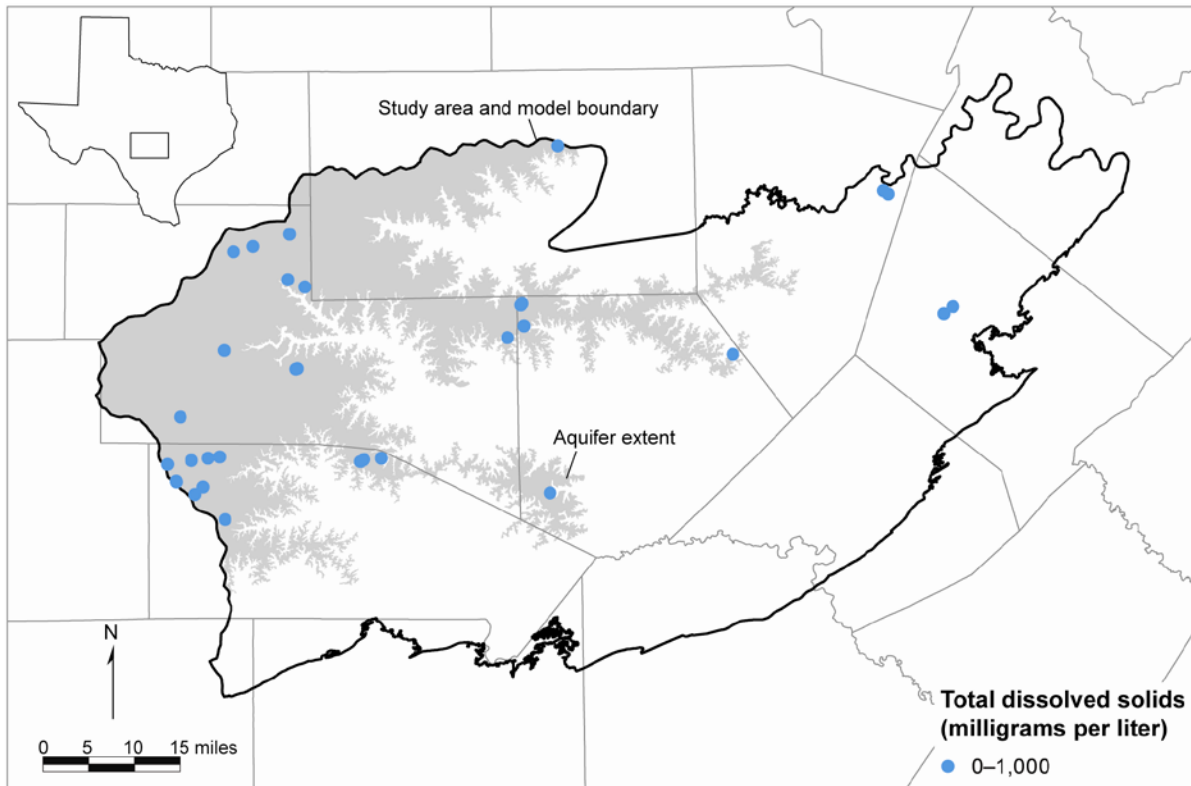 Study area and model boundary
Aquifer extent
N
0 5 10 15 miles
Total dissolved solids
(milligrams per liter)
0–1,000